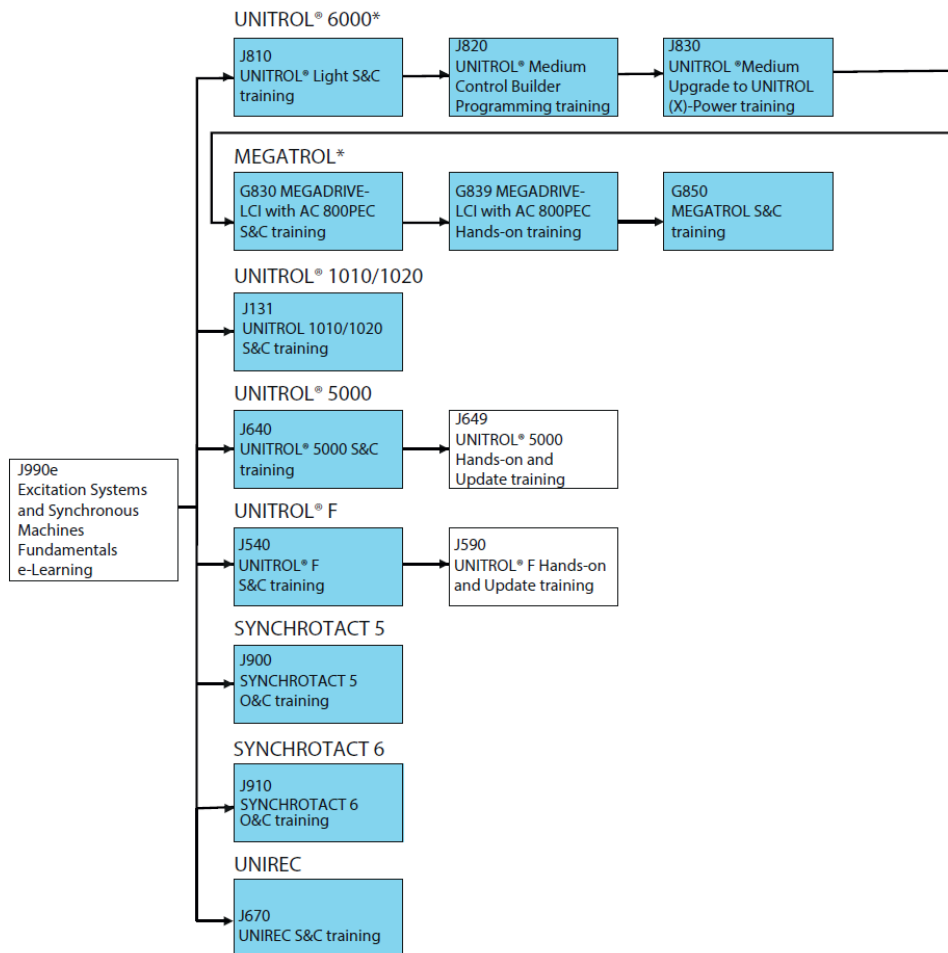 UNITROL® 6000*
J810
UNITROL® Light S&C
training
J820
UNITROL® Medium
Control Builder
Programming training
J830
UNITROL ®Medium
Upgrade to UNITROL
(X)-Power training
MEGATROL*
G830 MEGADRIVE-
LCI with AC 800PEC
S&C training
G839 MEGADRIVE-
LCI with AC 800PEC
Hands-on training
G850
MEGATROL S&C
training
UNITROL® 1010/1020
J131
UNITROL 1010/1020
S&C training
UNITROL® 5000
J640
UNITROL® 5000 S&C
training
J649
UNITROL® 5000
Hands-on and
Update training
J990e
Excitation Systems
and Synchronous
Machines
Fundamentals
e-Learning
UNITROL® F
J540
UNITROL® F
S&C training
J590
UNITROL® F Hands-on
and Update training
SYNCHROTACT 5
J900
SYNCHROTACT 5
O&C training
SYNCHROTACT 6
J910
SYNCHROTACT 6
O&C training
UNIREC
J670
UNIREC S&C training